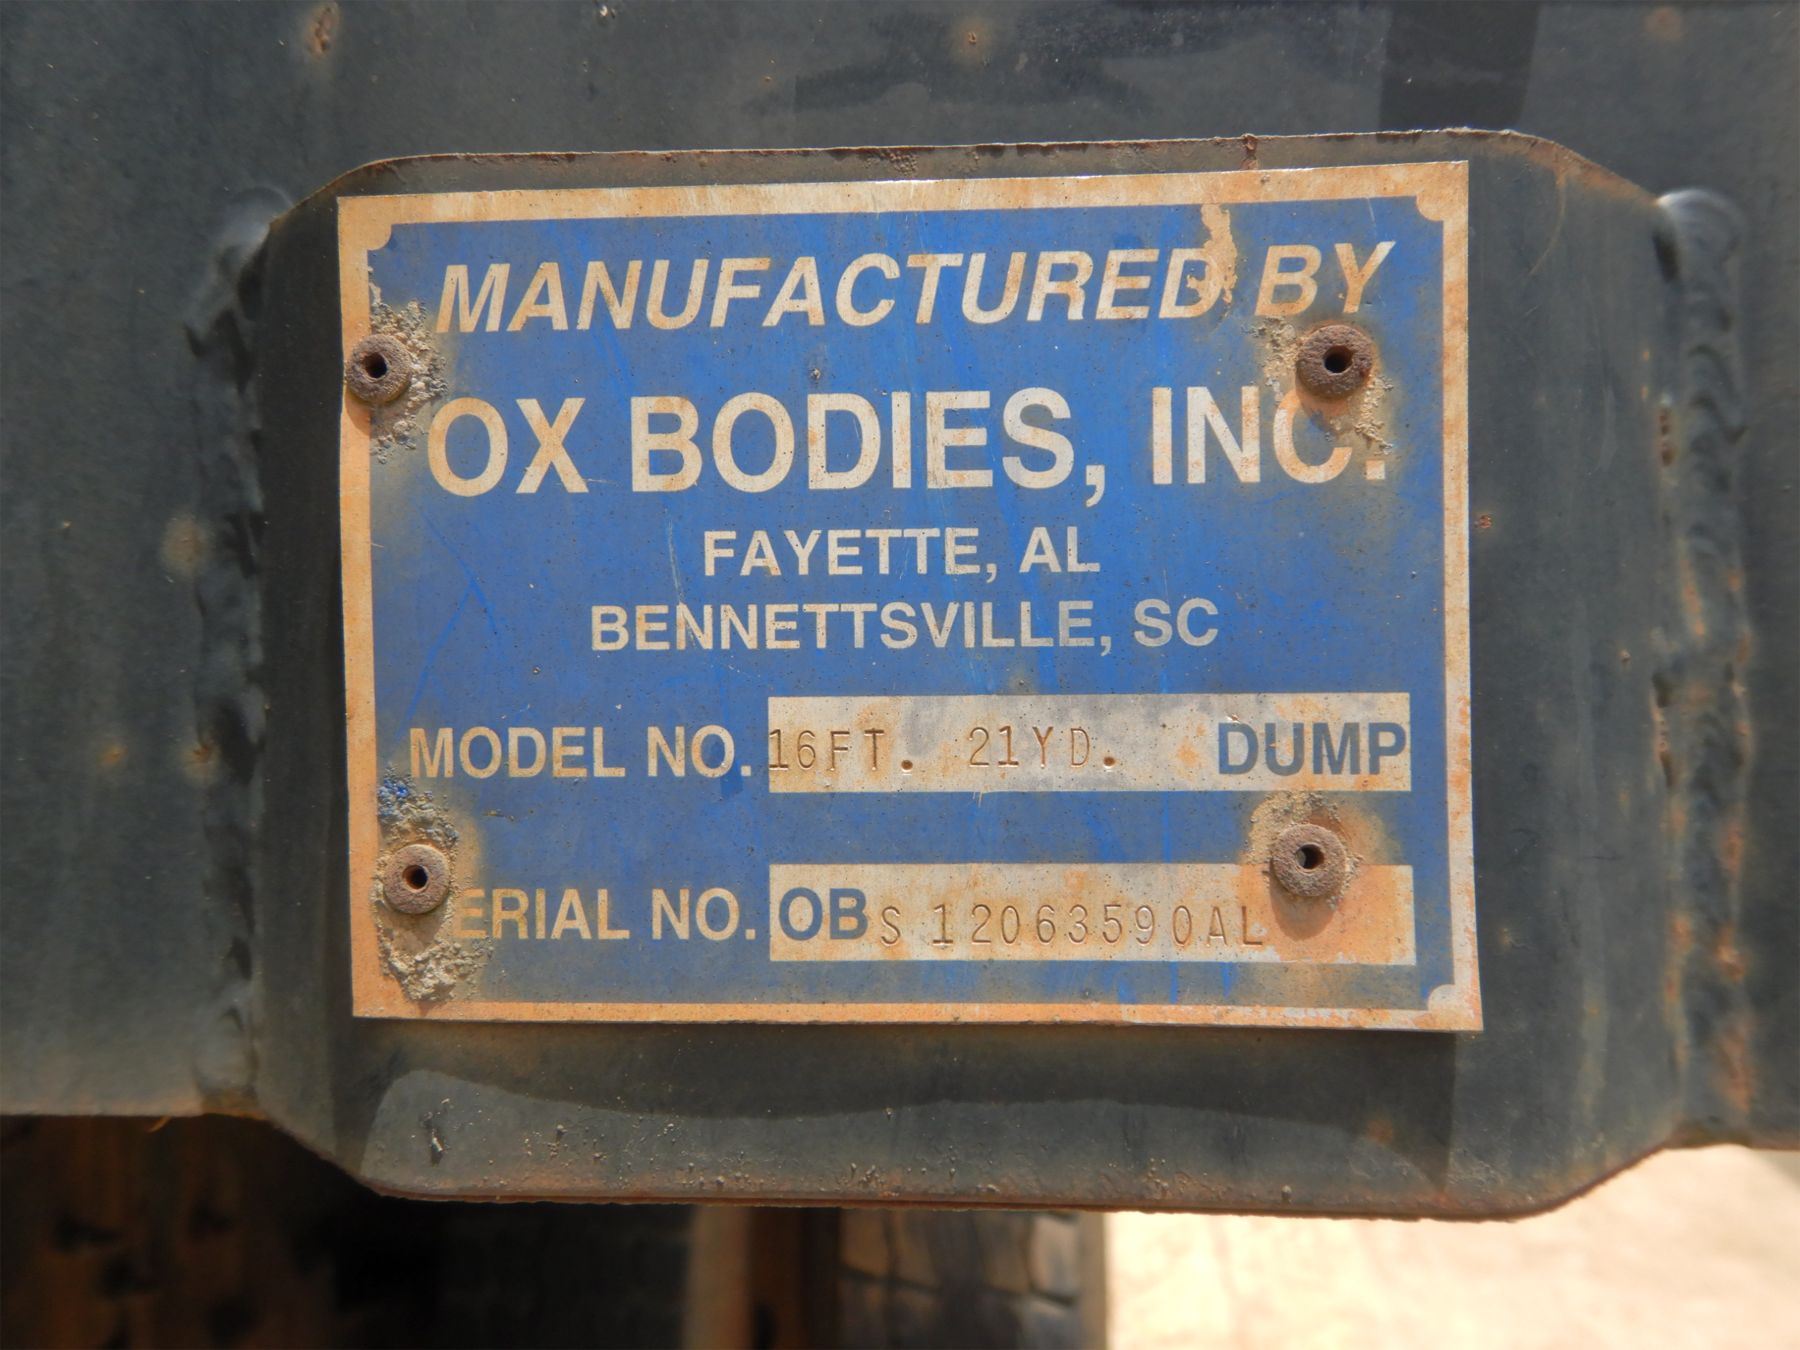 MANUFACTURED BY
OX BODIES, INC.
FAYETTE, AL
BENNETTSVILLE, SC
MODEL NO. 16FT. 21YD. DUMP
ERIAL NO. OBS 12063590AL